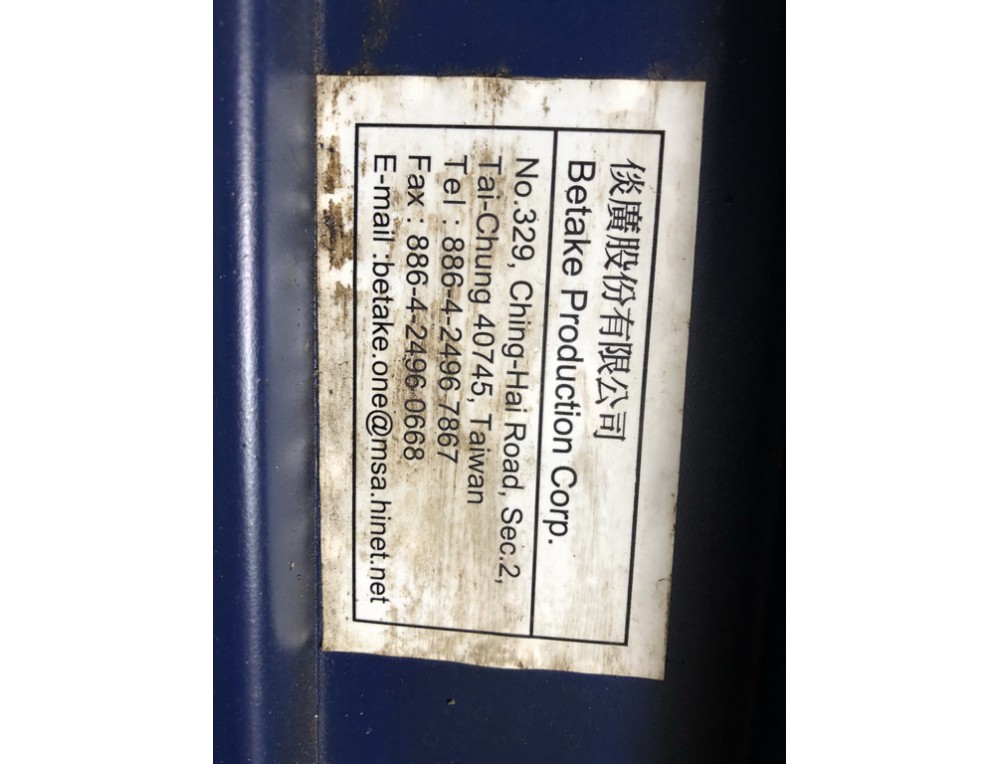 倓廣股份有限公司
Betake Production Corp.
No.329, Ching-Hai Road, Sec.2,
Tai-Chung 40745, Taiwan
Tel : 886-4-2496 7867
Fax : 886-4-2496 0668
E-mail :betake.one@msa.hinet.net